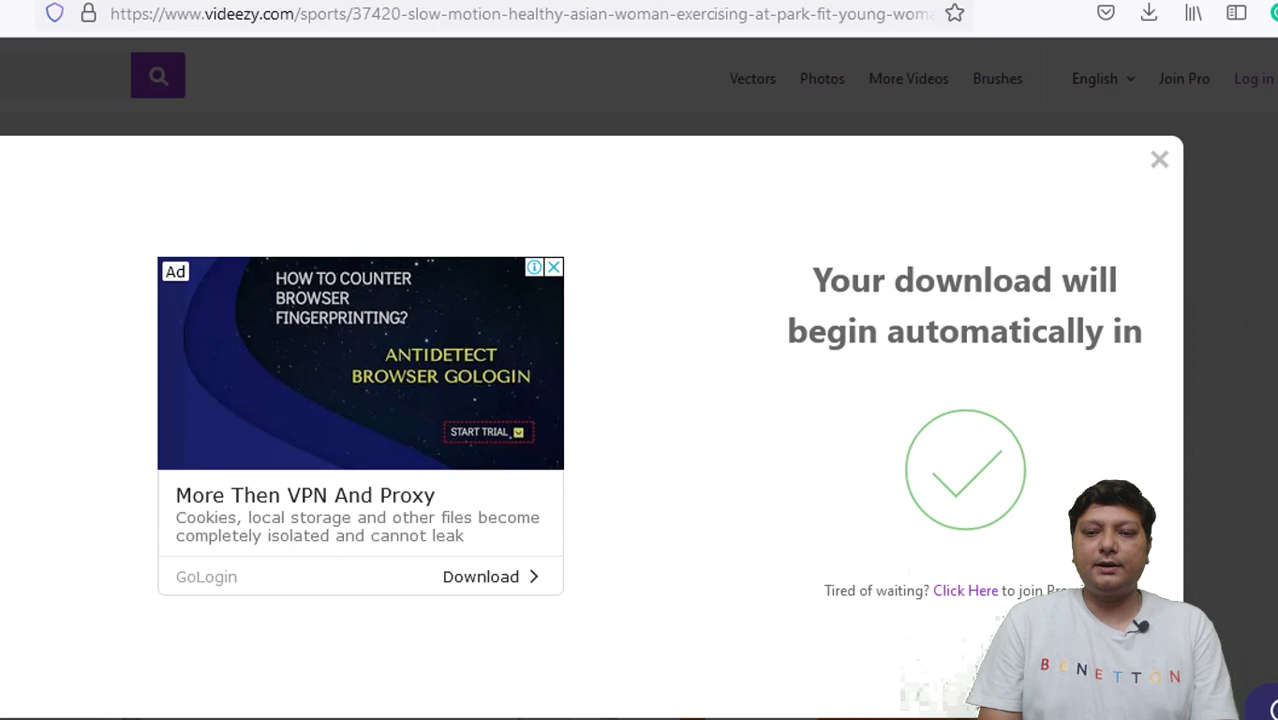 https://www.videezy.com/sports/37420-slow-motion-healthy-asian-woman-exercising-at-park-fit-young-wom
Vectors Photos More Videos Brushes English Join Pro Log in
Ad
HOW TO COUNTER
BROWSER
FINGERPRINTING?
ANTIDETECT
BROWSER GOLOGIN
START TRIAL
More Then VPN And Proxy
Cookies, local storage and other files become
completely isolated and cannot leak
GoLogin Download
Your download will
begin automatically in
Tired of waiting? Click Here to join
BENETTON